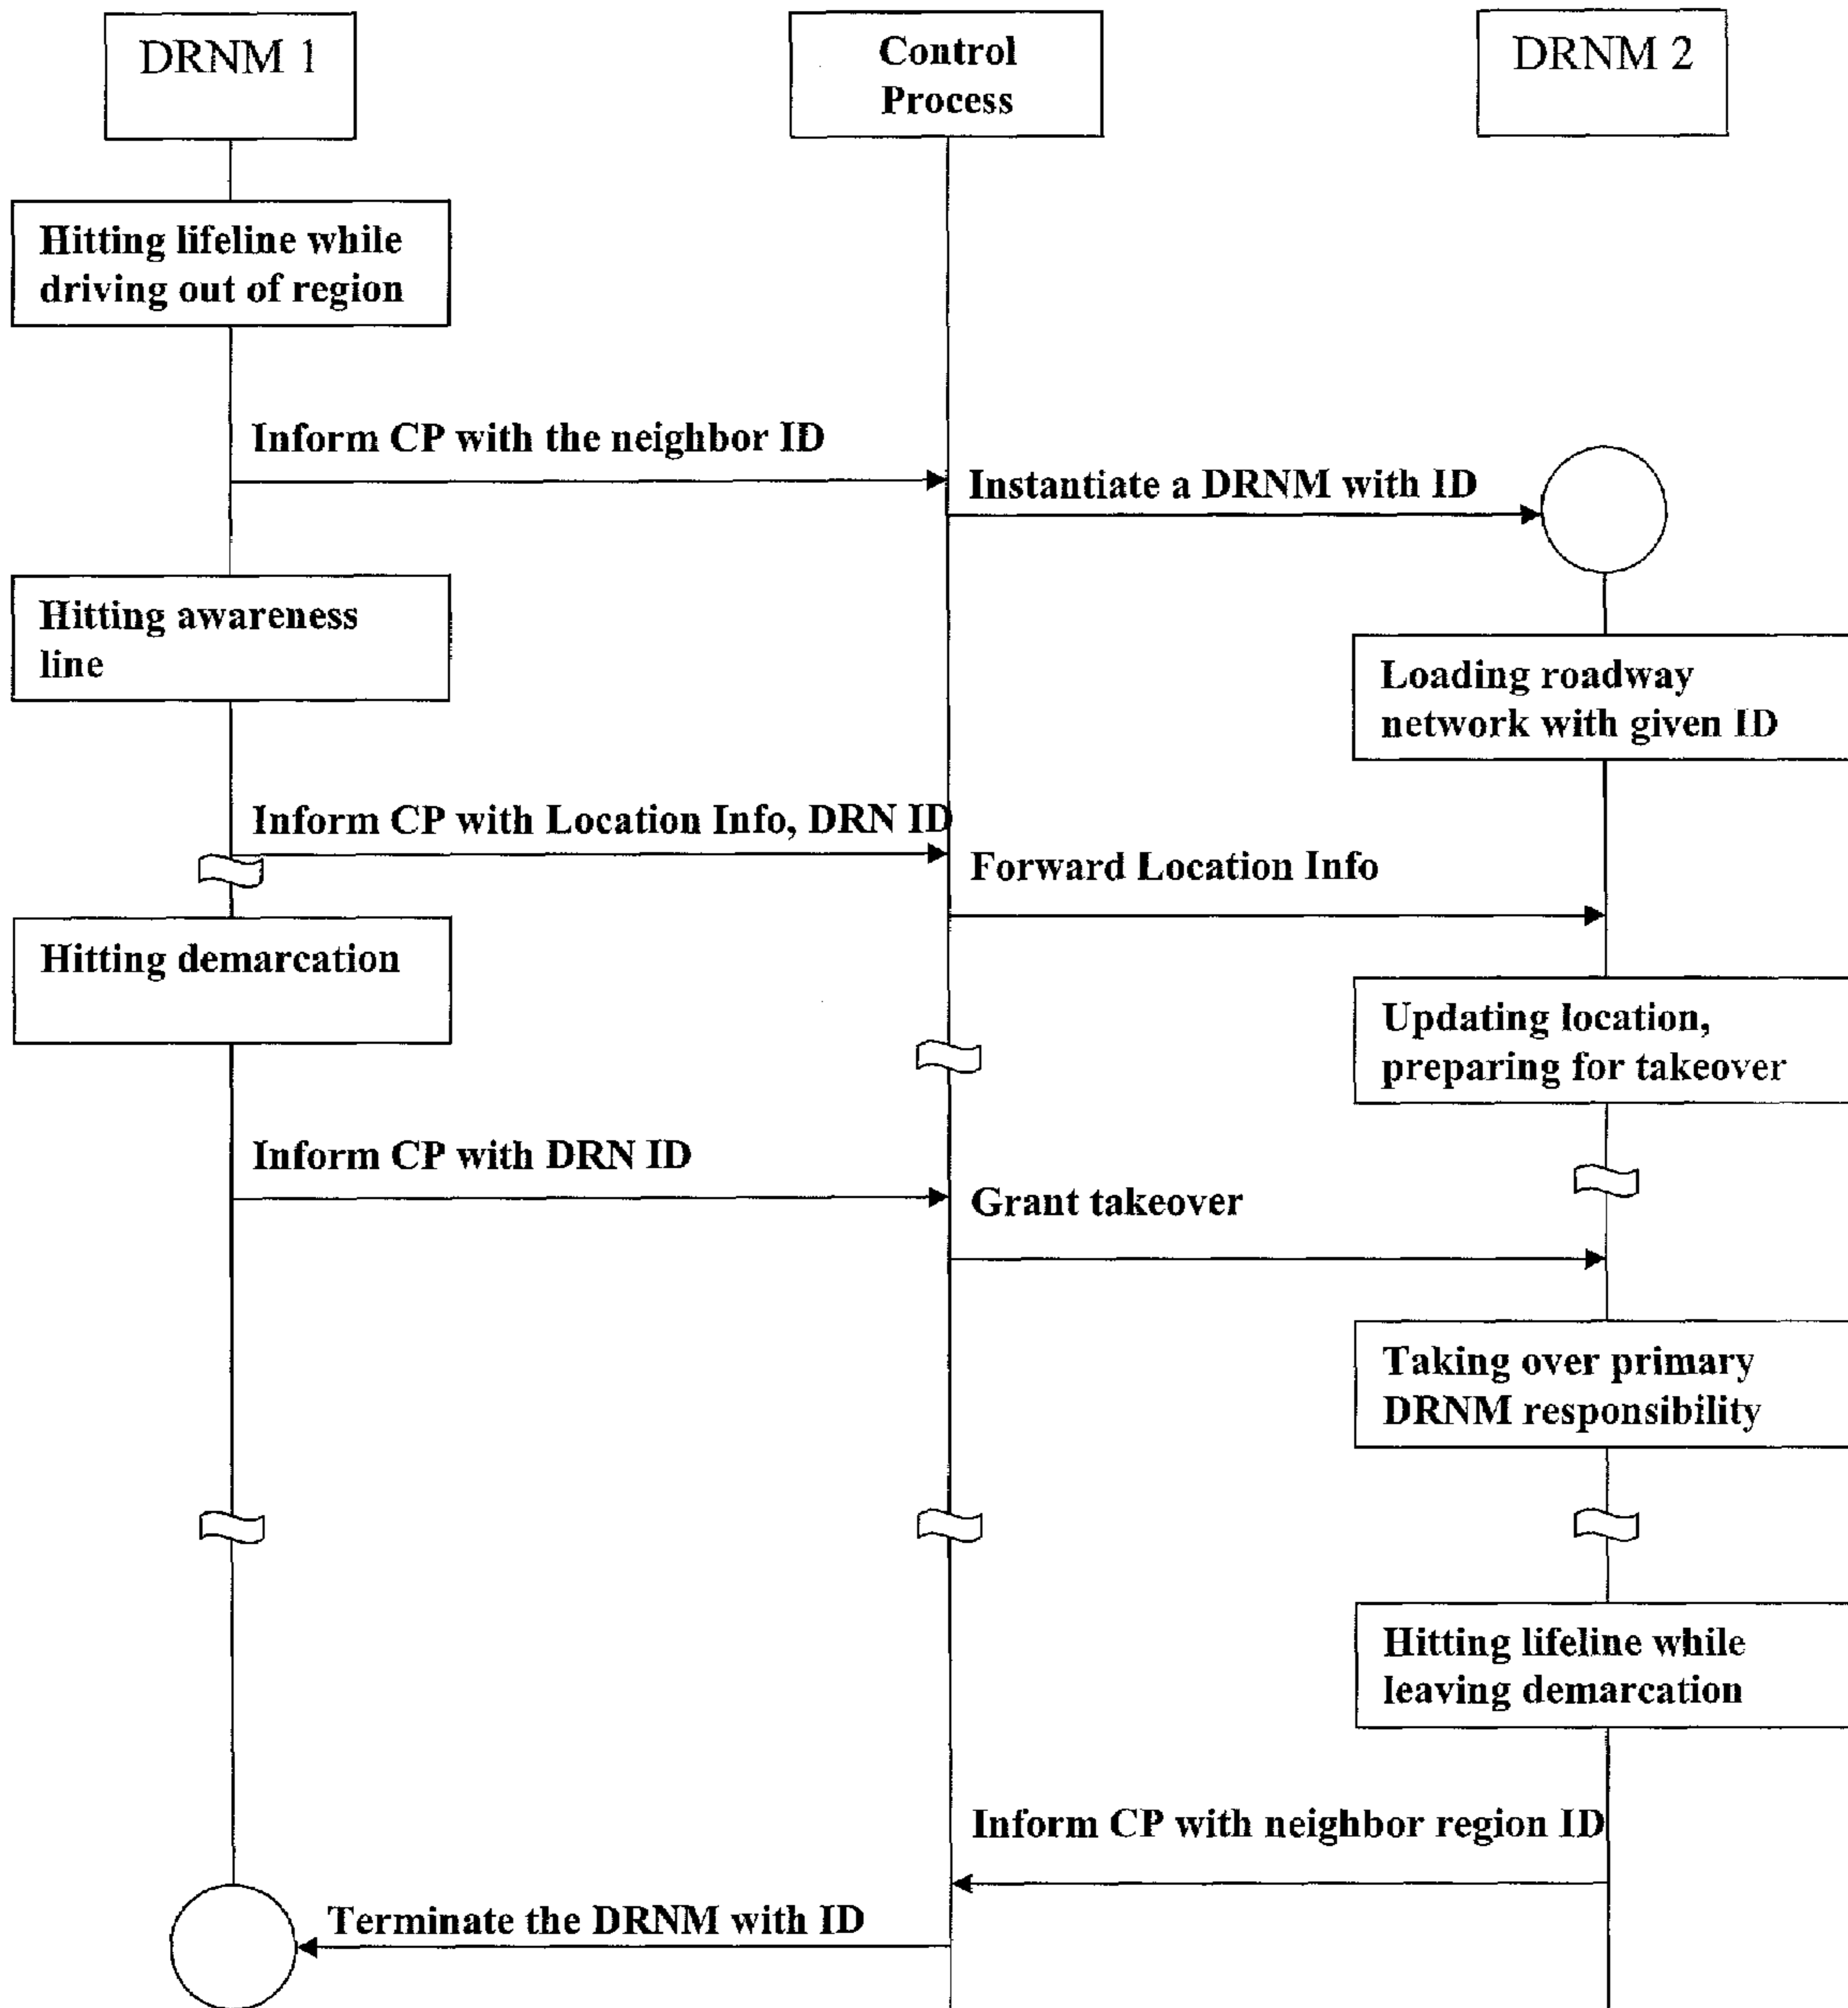 DRNM 1
Control
Process
DRNM 2
Hitting lifeline while
driving out of region
Inform CP with the neighbor ID
Instantiate a DRNM with ID
Hitting awareness
line
Loading roadway
network with given ID
Inform CP with Location Info, DRN ID
Forward Location Info
Hitting demarcation
Updating location,
preparing for takeover
Inform CP with DRN ID
Grant takeover
Taking over primary
DRNM responsibility
Hitting lifeline while
leaving demarcation
Inform CP with neighbor region ID
Terminate the DRNM with ID